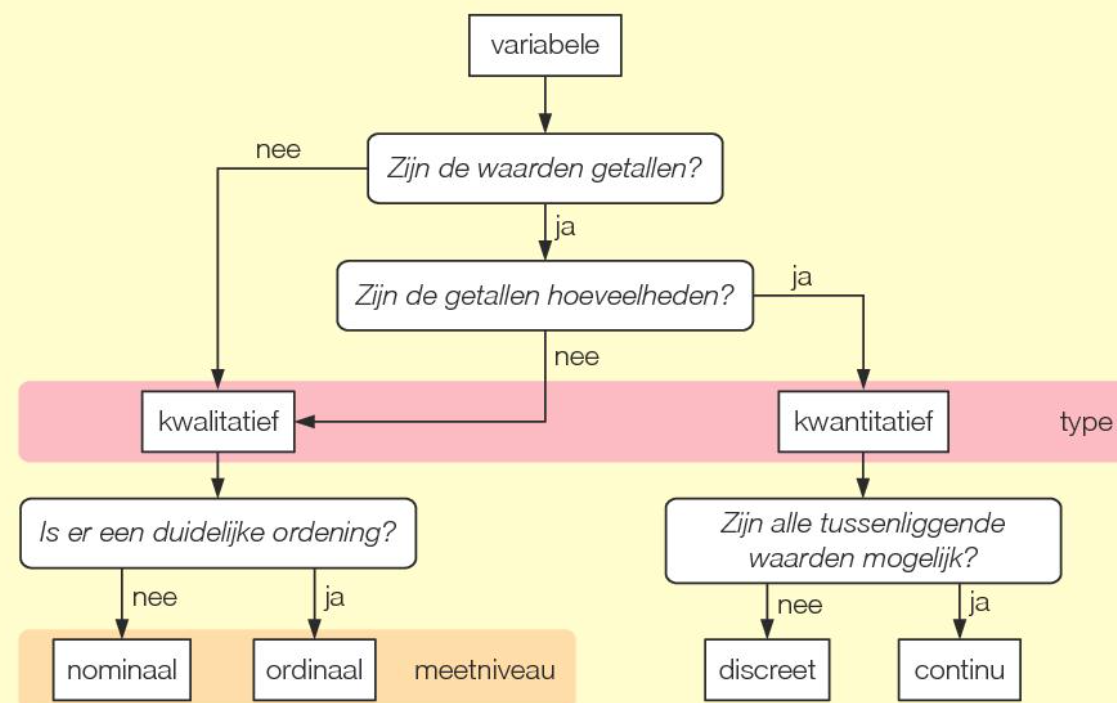 variabele
nee
Zijn de waarden getallen?
ja
Zijn de getallen hoeveelheden?
ja
nee
kwalitatief
kwantitatief
type
Is er een duidelijke ordening?
Zijn alle tussenliggende
waarden mogelijk?
nee
ja
nee
ja
nominaal
ordinaal
meetniveau
discreet
continu